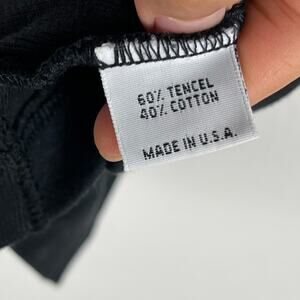 60% TENCEL
40% COTTON
MADE IN U.S.A.